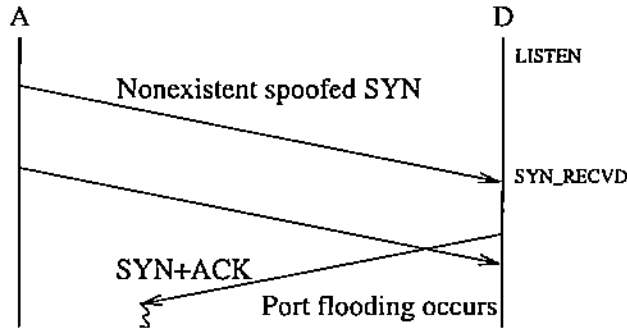 A D
LISTEN
Nonexistent spoofed SYN
SYN_RECVD
SYN+ACK
Port flooding occurs